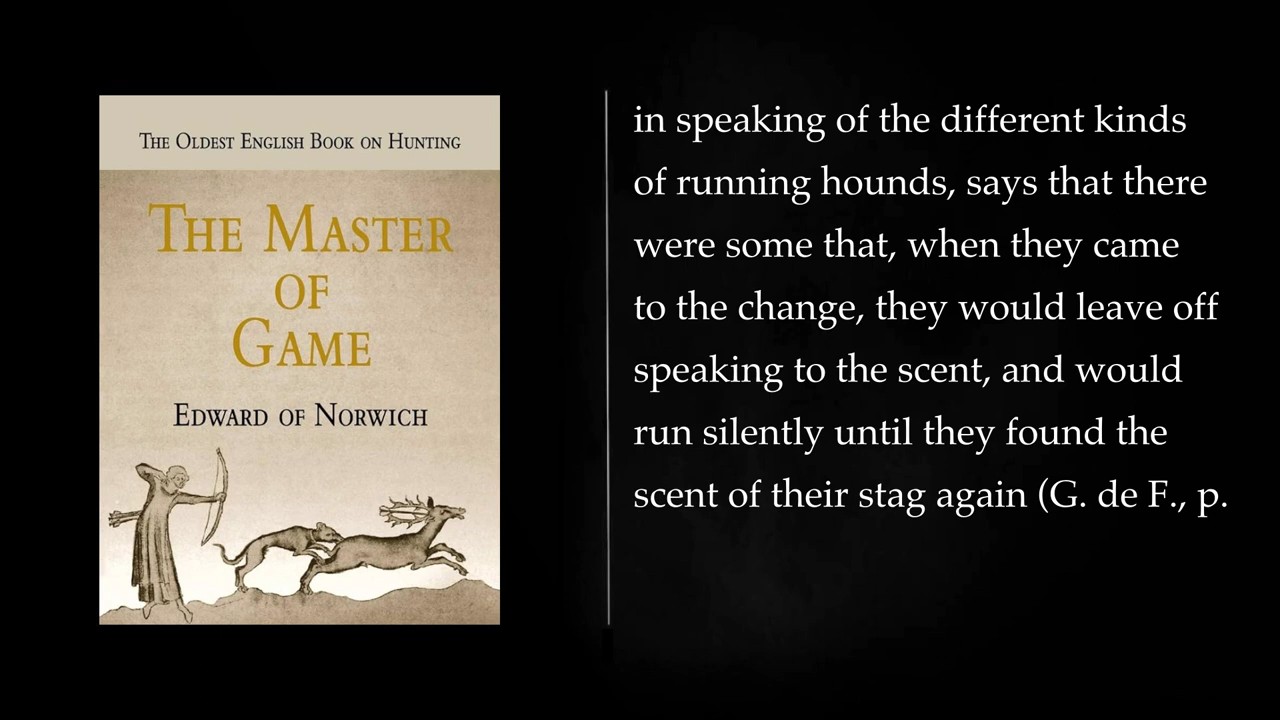 The Oldest English Book on Hunting
The Master
of
Game
Edward of Norwich
in speaking of the different kinds
of running hounds, says that there
were some that, when they came
to the change, they would leave off
speaking to the scent, and would
run silently until they found the
scent of their stag again (G. de F., p.